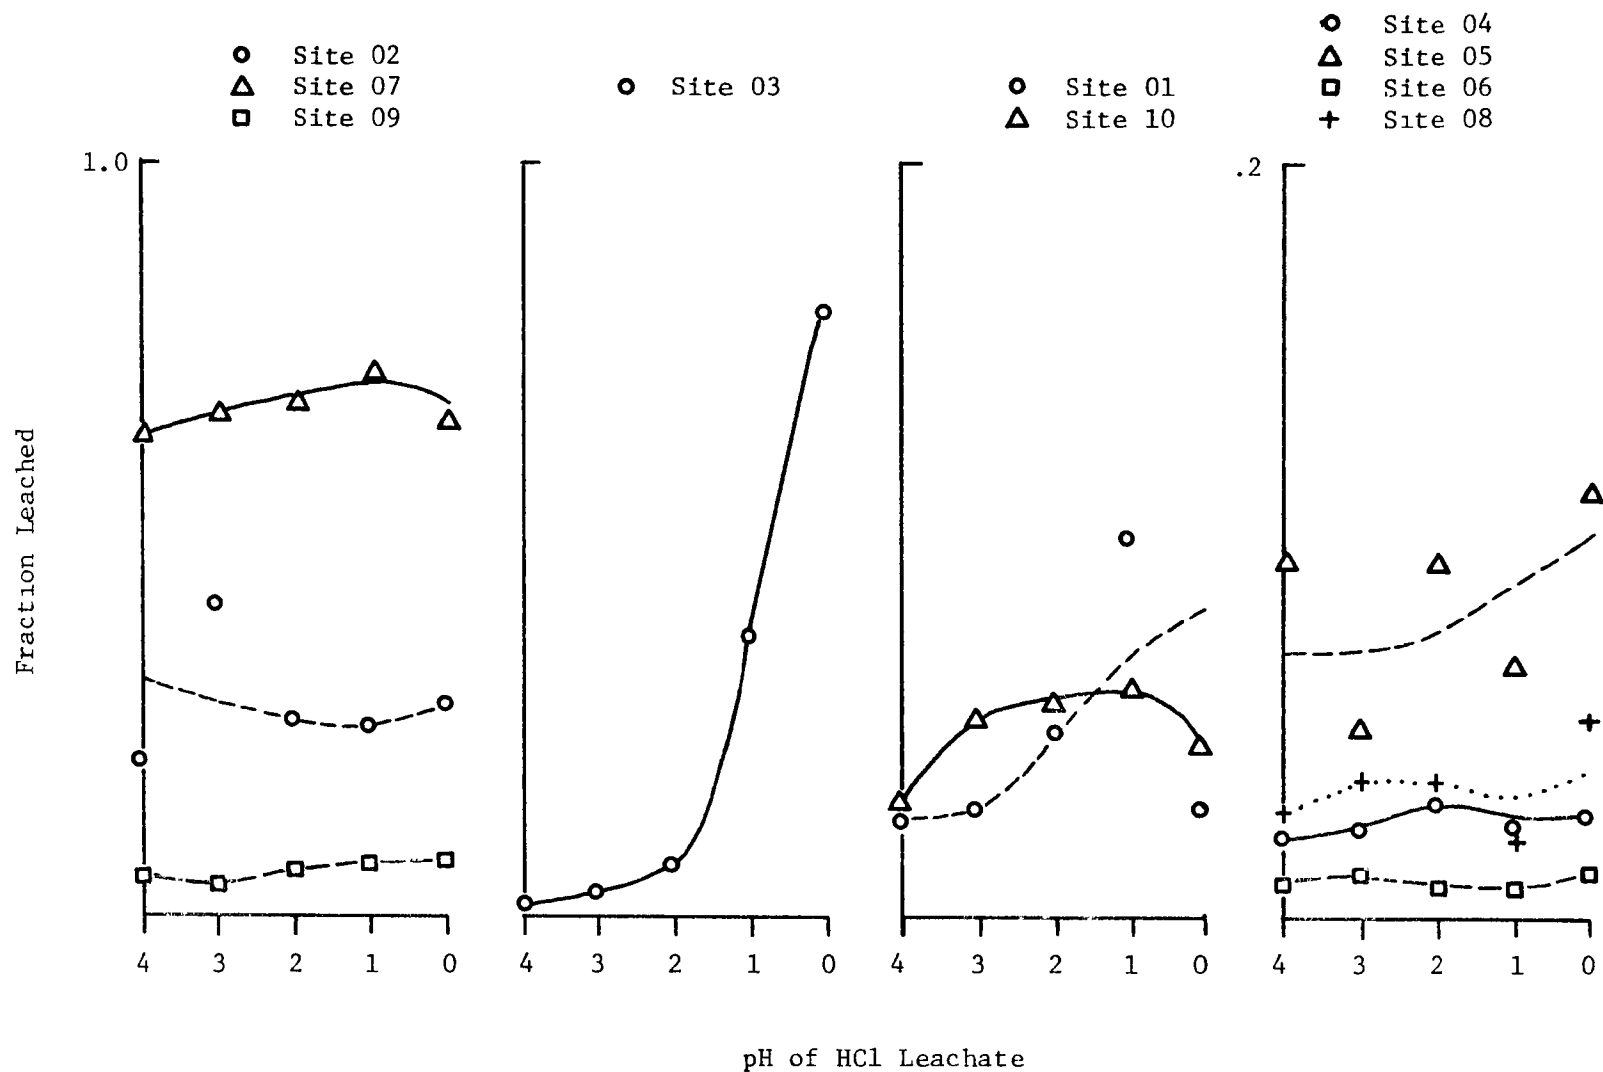 Site 04
Site 02
Site 05
Site 07
Site 03
Site 01
Site 06
Site 09
Site 10
Site 08
1.0
.2
Fraction Leached
4 3 2 1 0
4 3 2 1 0
4 3 2 1 0
4 3 2 1 0
pH of HCl Leachate